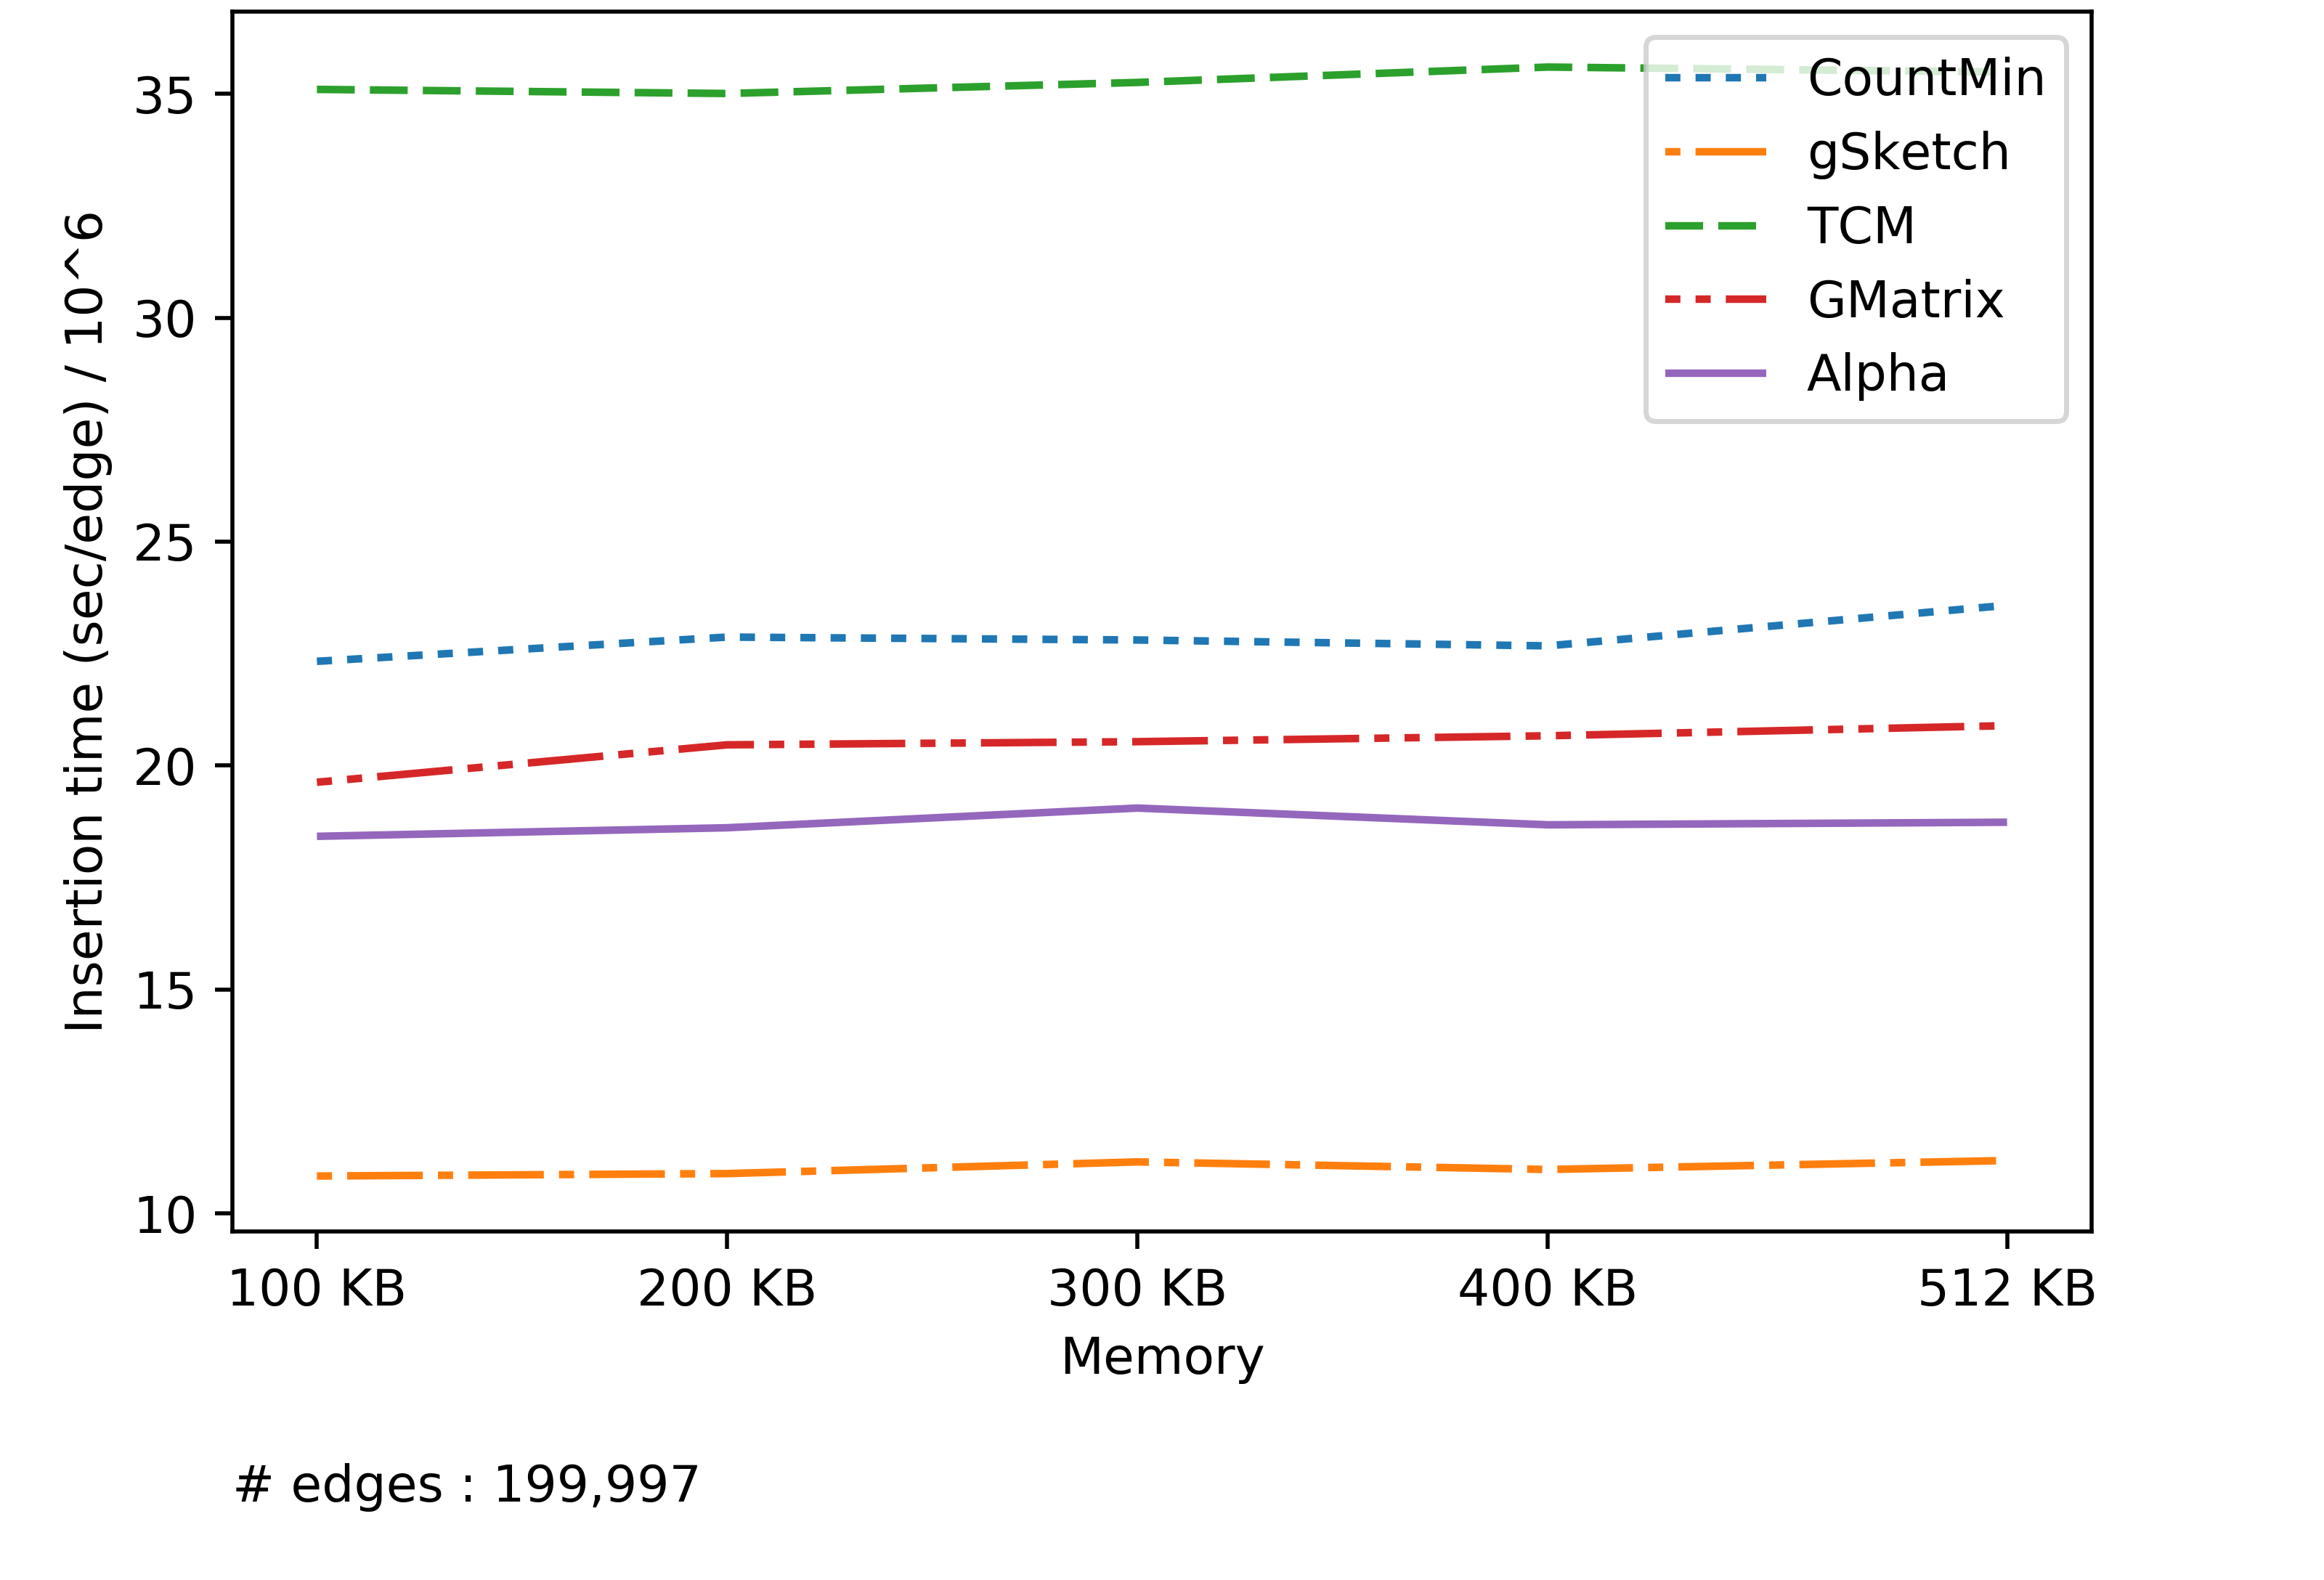 35
30
25
20
15
10
Insertion time (sec/edge) / 10^6
CountMin
gSketch
TCM
GMatrix
Alpha
100 KB 200 KB 300 KB 400 KB 512 KB
Memory
# edges : 199,997